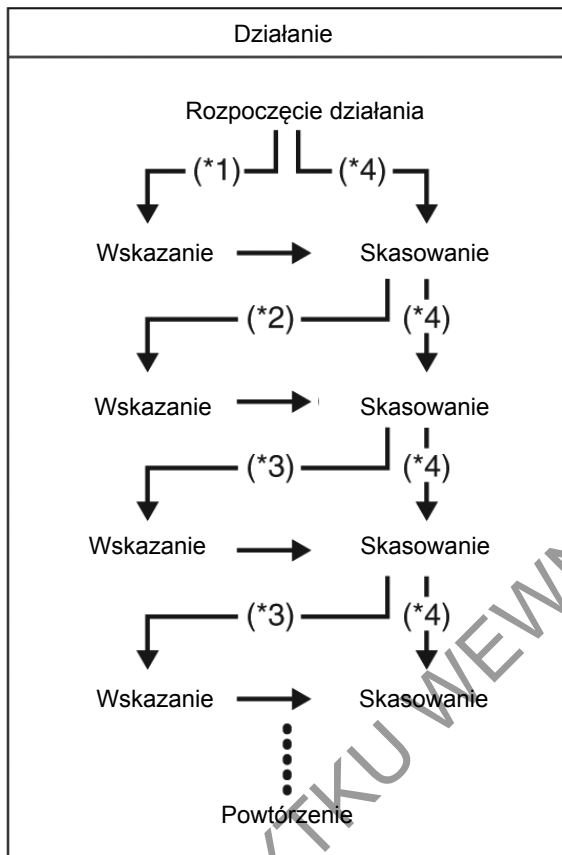 Działanie
Rozpoczęcie działania
(*1) (*4)
Wskazanie Skasowanie
(*2) (*4)
Wskazanie Skasowanie
(*3) (*4)
Wskazanie Skasowanie
(*3) (*4)
Wskazanie Skasowanie
Powtórzenie